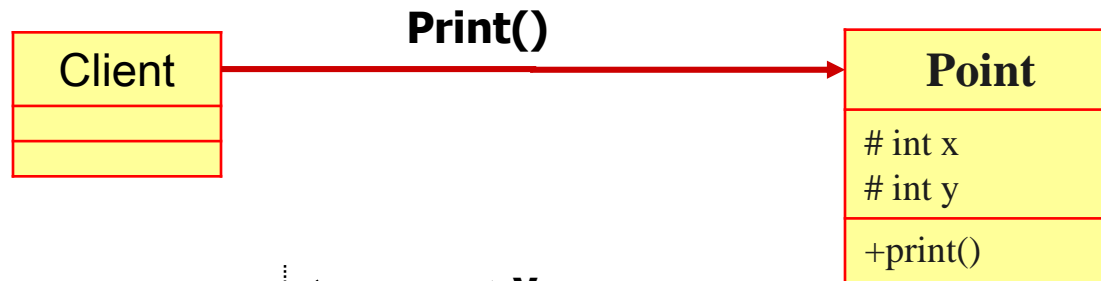 Print()
Client
Point
# int x
# int y
+print()